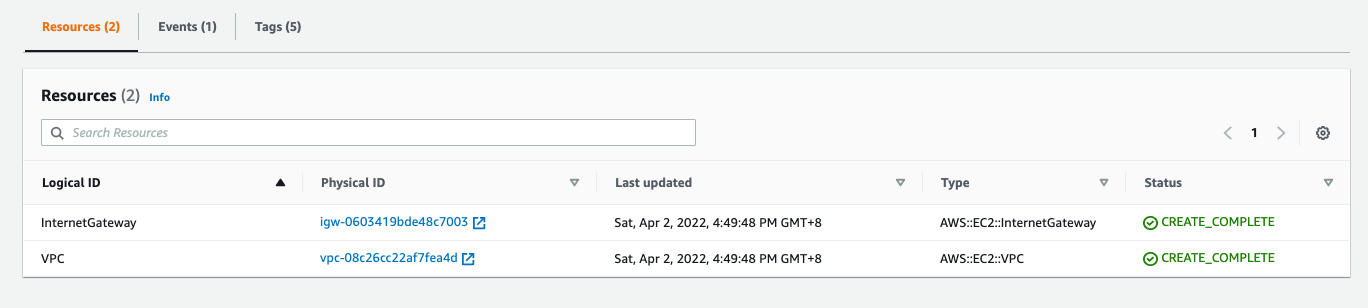 Resources (2) Events (1) Tags (5)
Resources (2) Info
Search Resources
1
Logical ID Physical ID Last updated Type Status
InternetGateway igw-0603419bde48c7003 Sat, Apr 2, 2022, 4:49:48 PM GMT+8 AWS::EC2::InternetGateway CREATE_COMPLETE
VPC vpc-08c26cc22af7fea4d Sat, Apr 2, 2022, 4:49:48 PM GMT+8 AWS::EC2::VPC CREATE_COMPLETE